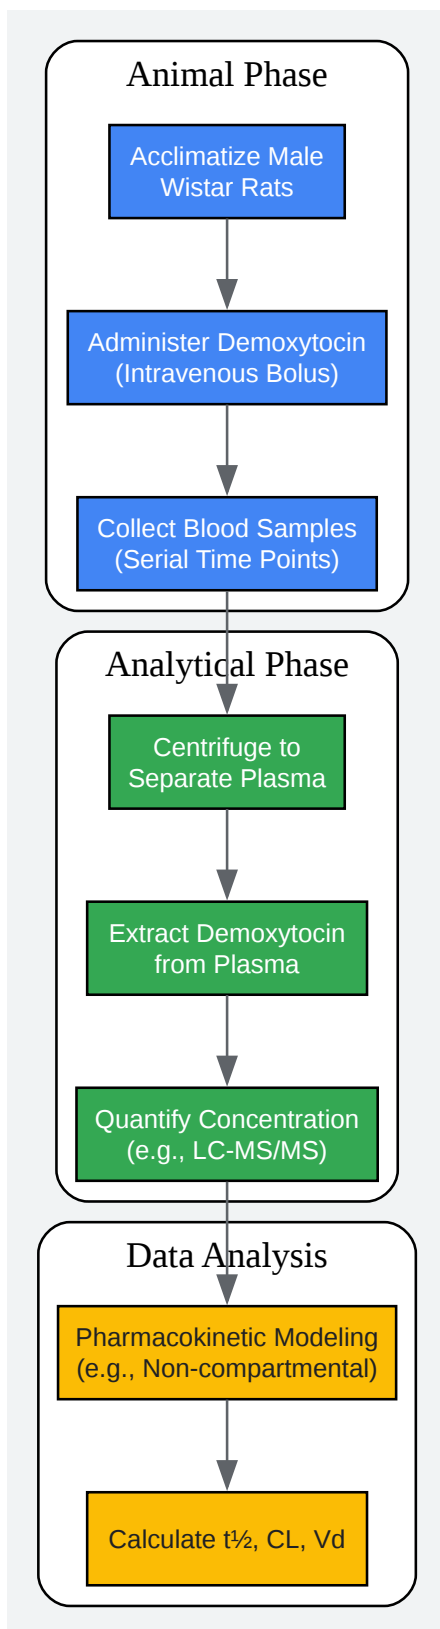 Animal Phase
Acclimatize Male
Wistar Rats
Administer Demoxytocin
(Intravenous Bolus)
Collect Blood Samples
(Serial Time Points)
Analytical Phase
Centrifuge to
Separate Plasma
Extract Demoxytocin
from Plasma
Quantify Concentration
(e.g., LC-MS/MS)
Data Analysis
Pharmacokinetic Modeling
(e.g., Non-compartmental)
Calculate t½, CL, Vd